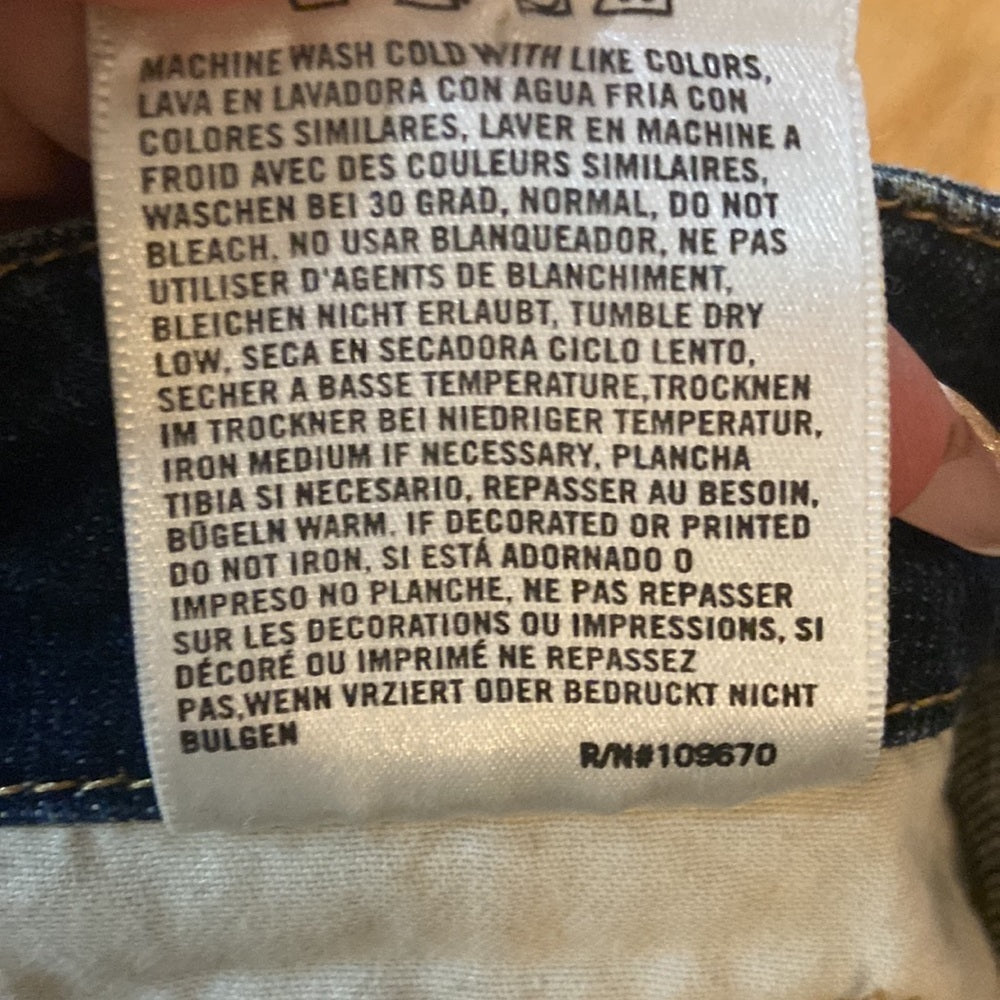 MACHINE WASH COLD WITH LIKE COLORS,
LAVA EN LAVADORA CON AGUA FRIA CON
COLORES SIMILARES, LAVER EN MACHINE A
FROID AVEC DES COULEURS SIMILAIRES,
WASCHEN BEI 30 GRAD, NORMAL, DO NOT
BLEACH, NO USAR BLANQUEADOR, NE PAS
UTILISER D'AGENTS DE BLANCHIMENT,
BLEICHEN NICHT ERLAUBT, TUMBLE DRY
LOW, SECA EN SECADORA CICLO LENTO,
SECHER A BASSE TEMPERATURE,TROCKNEN
IM TROCKNER BEI NIEDRIGER TEMPERATUR,
IRON MEDIUM IF NECESSARY, PLANCHA
TIBIA SI NECESARIO, REPASSER AU BESOIN,
BÜGELN WARM. IF DECORATED OR PRINTED
DO NOT IRON, SI ESTÁ ADORNADO O
IMPRESO NO PLANCHE, NE PAS REPASSER
SUR LES DECORATIONS OU IMPRESSIONS, SI
DÉCORÉ OU IMPRIMÉ NE REPASSEZ
PAS,WENN VRZIERT ODER BEDRUCKT NICHT
BULGEN
R/N#109670